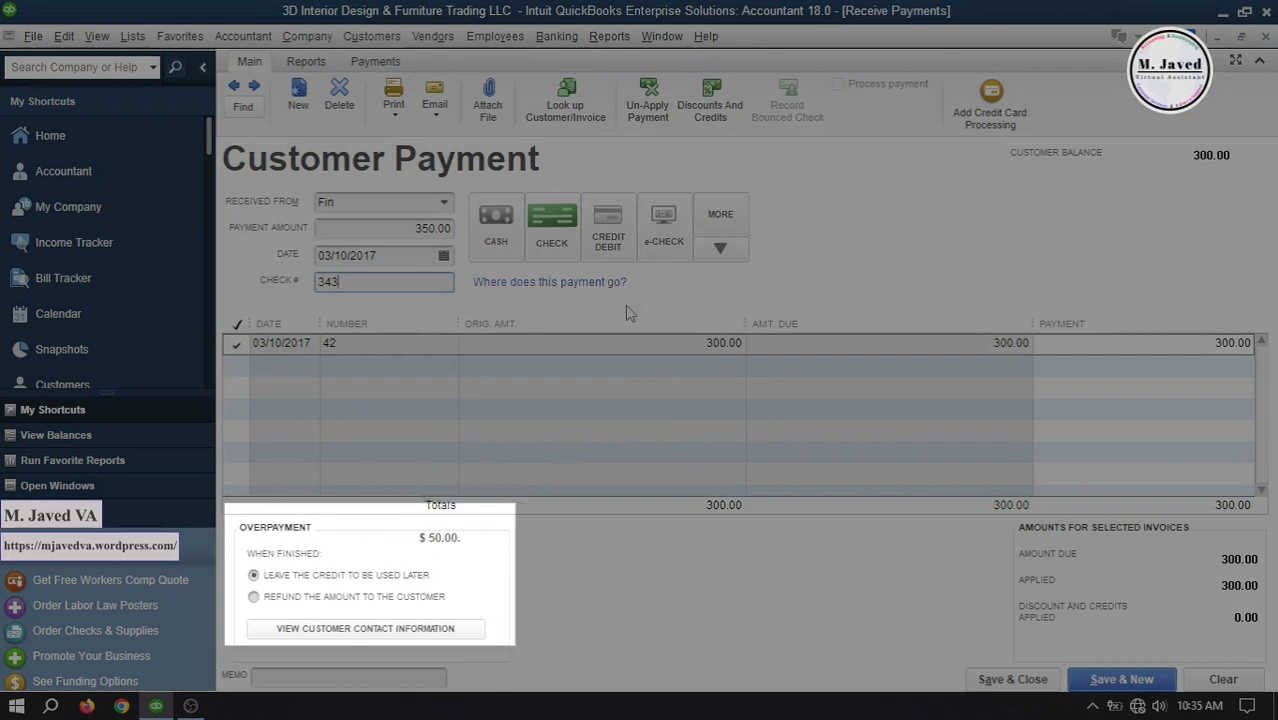 3D Interior Design & Furniture Trading LLC - Intuit QuickBooks Enterprise Solutions: Accountant 18.0 - [Receive Payments]
File Edit View Lists Favorites Accountant Company Customers Vendors Employees Banking Reports Window Help
M. Javed
Virtual Assistant
Search Company or Help
Main Reports Payments
My Shortcuts
Home
Accountant
My Company
Income Tracker
Bill Tracker
Calendar
Snapshots
Customers
My Shortcuts
View Balances
Run Favorite Reports
Open Windows
M. Javed VA
https://mjavedva.wordpress.com/
Get Free Workers Comp Quote
Order Labor Law Posters
Order Checks & Supplies
Promote Your Business
See Funding Options
Find
New
Delete
Print
Email
Attach
File
Look up
Customer/Invoice
Un-Apply
Payment
Discounts And
Credits
Record
Bounced Check
Process payment
Add Credit Card
Processing
Customer Payment
CUSTOMER BALANCE 300.00
RECEIVED FROM Fin
PAYMENT AMOUNT 350.00
DATE 03/10/2017
CHECK # 343
CASH
CHECK
CREDIT
DEBIT
e-CHECK
MORE
Where does this payment go?
DATE NUMBER ORIG. AMT. AMT. DUE PAYMENT
03/10/2017 42 300.00 300.00 300.00
Totals 300.00 300.00 300.00
OVERPAYMENT
$ 50.00.
WHEN FINISHED:
LEAVE THE CREDIT TO BE USED LATER
REFUND THE AMOUNT TO THE CUSTOMER
VIEW CUSTOMER CONTACT INFORMATION
MEMO
AMOUNTS FOR SELECTED INVOICES
AMOUNT DUE 300.00
APPLIED 300.00
DISCOUNT AND CREDITS
APPLIED 0.00
Save & Close Save & New Clear
10:35 AM